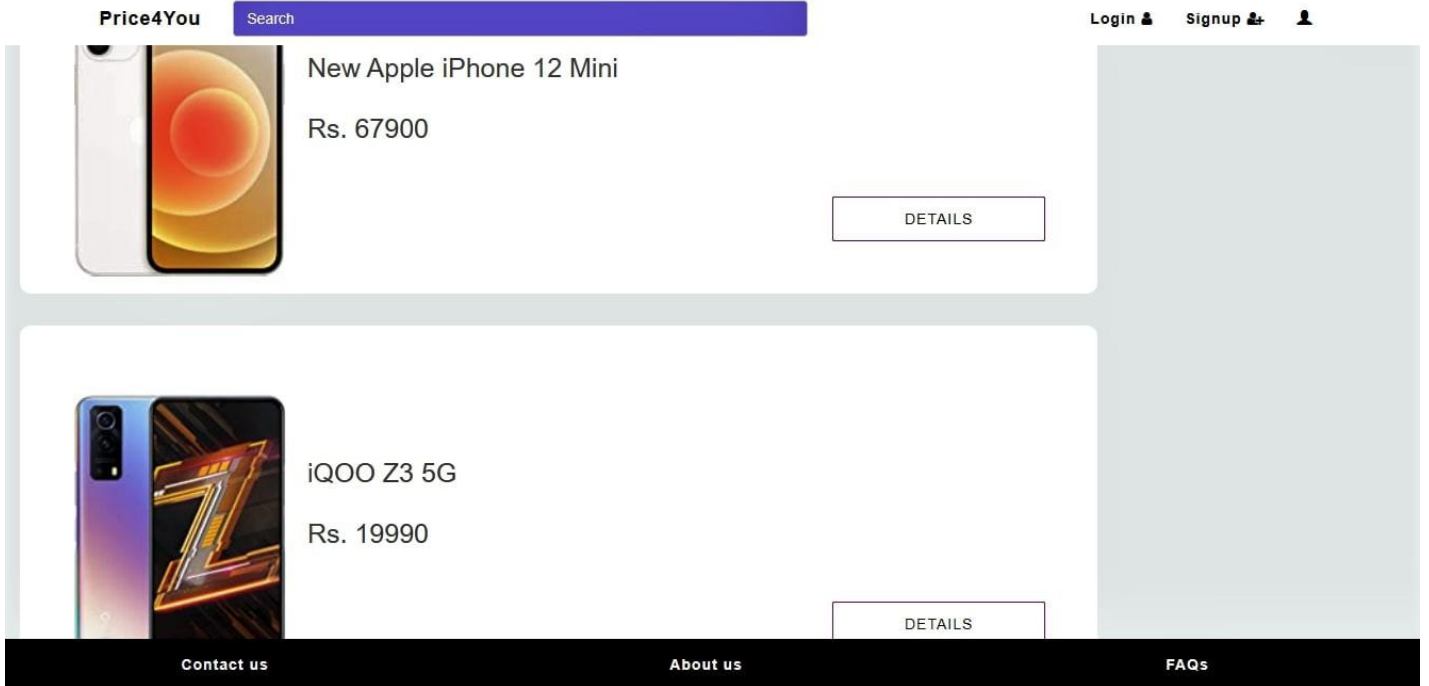 Price4You Search Login Signup
New Apple iPhone 12 Mini
Rs. 67900
DETAILS
iQOO Z3 5G
Rs. 19990
DETAILS
Contact us About us FAQs